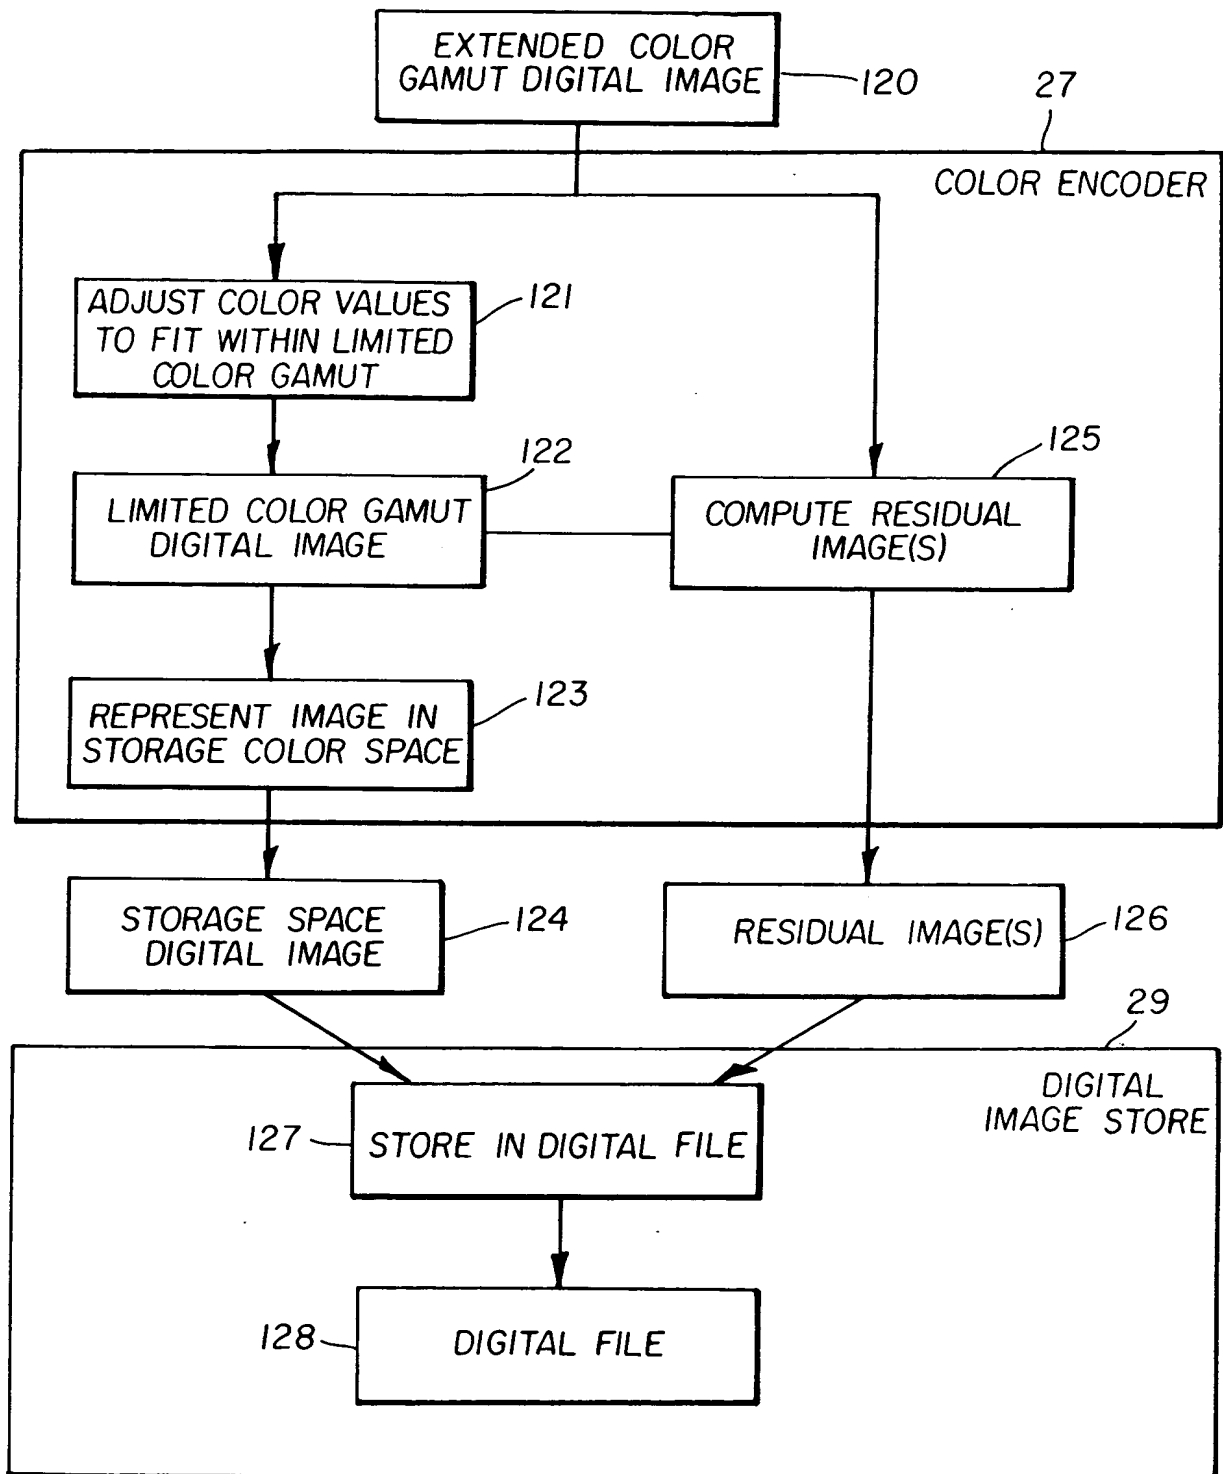 EXTENDED COLOR
GAMUT DIGITAL IMAGE
120
27
COLOR ENCODER
ADJUST COLOR VALUES
TO FIT WITHIN LIMITED
COLOR GAMUT
121
LIMITED COLOR GAMUT
DIGITAL IMAGE
122
COMPUTE RESIDUAL
IMAGE(S)
125
REPRESENT IMAGE IN
STORAGE COLOR SPACE
123
STORAGE SPACE
DIGITAL IMAGE
124
RESIDUAL IMAGE(S)
126
29
DIGITAL
IMAGE STORE
127
STORE IN DIGITAL FILE
128
DIGITAL FILE